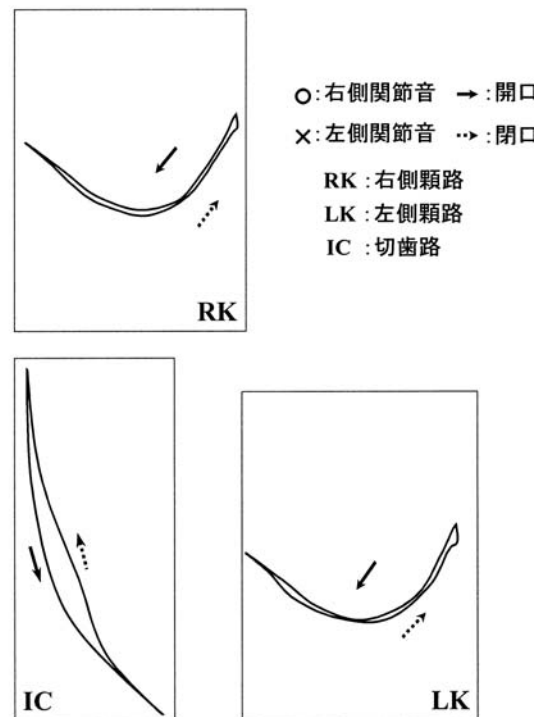 ○:右側関節音 →:開口
×:左側関節音 ⇢:閉口
RK:右側顆路
LK:左側顆路
IC:切歯路
RK
IC
LK